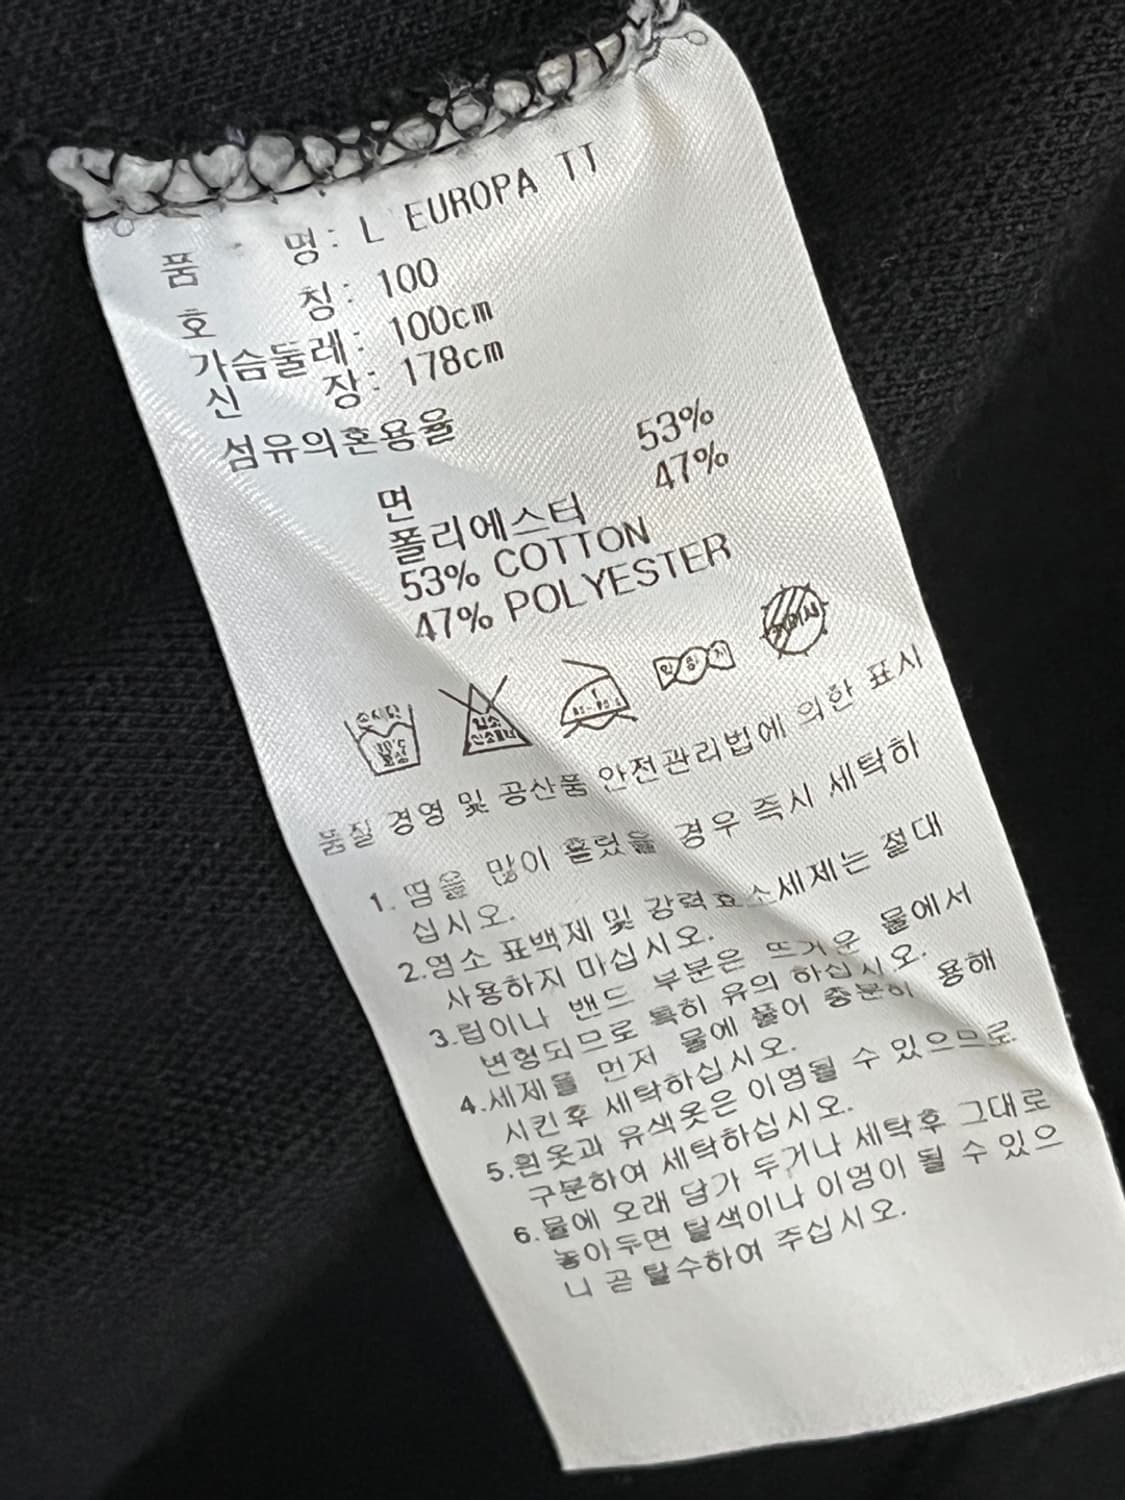 품 명: L EUROPA TT
호 칭: 100
가슴둘레: 100cm
신 장: 178cm
섬유의혼용율
면 53%
폴리에스터 47%
53% COTTON
47% POLYESTER
품질 경영 및 공산품 안전관리법에 의한 표시
1. 땀을 많이 흘렸을 경우 즉시 세탁하
십시오.
2.염소 표백제 및 강력효소세제는 절대
사용하지 마십시오.
3.립이나 밴드 부분은 뜨거운 물에서
변형되므로 특히 유의 하십시오.
4.세제를 먼저 물에 풀어 충분히 용해
시킨후 세탁하십시오.
5.흰옷과 유색옷은 이염될 수 있으므로
구분하여 세탁하십시오.
6.물에 오래 담가 두거나 세탁후 그대로
놓아두면 탈색이나 이염이 될 수 있으
니 곧 탈수하여 주십시오.